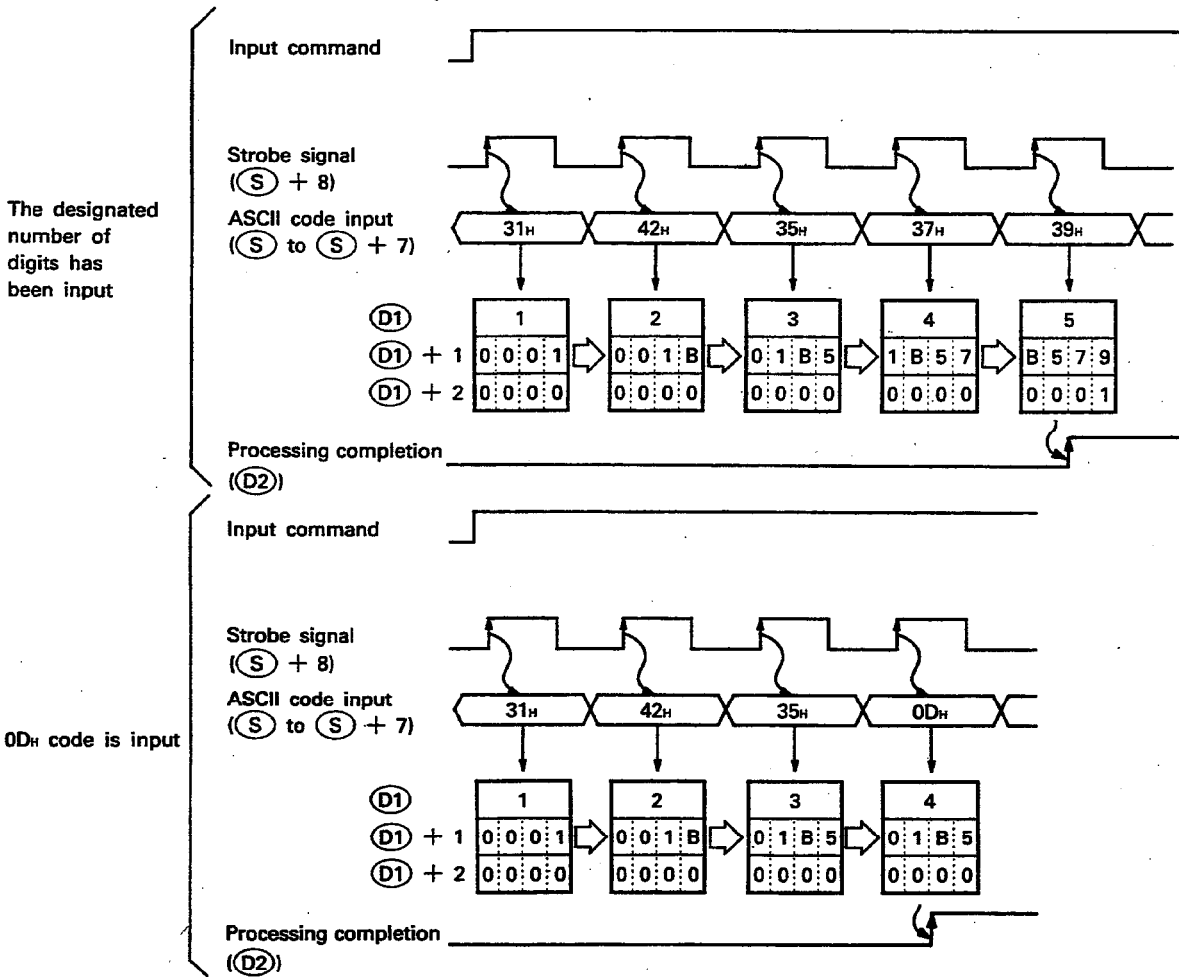 Input command
Strobe signal
(Ⓢ + 8)
The designated
number of
digits has
been input
ASCII code input
(Ⓢ to Ⓢ + 7)
31H 42H 35H 37H 39H
(D1) 1 2 3 4 5
(D1) + 1 0 0 0 1 0 0 1 B 0 1 B 5 1 B 5 7 B 5 7 9
(D1) + 2 0 0 0 0 0 0 0 0 0 0 0 0 0 0 0 0 0 0 0 1
Processing completion
((D2))
Input command
Strobe signal
(Ⓢ + 8)
ASCII code input
(Ⓢ to Ⓢ + 7)
31H 42H 35H 0DH
0DH code is input
(D1) 1 2 3 4
(D1) + 1 0 0 0 1 0 0 1 B 0 1 B 5 0 1 B 5
(D1) + 2 0 0 0 0 0 0 0 0 0 0 0 0 0 0 0 0
Processing completion
((D2))